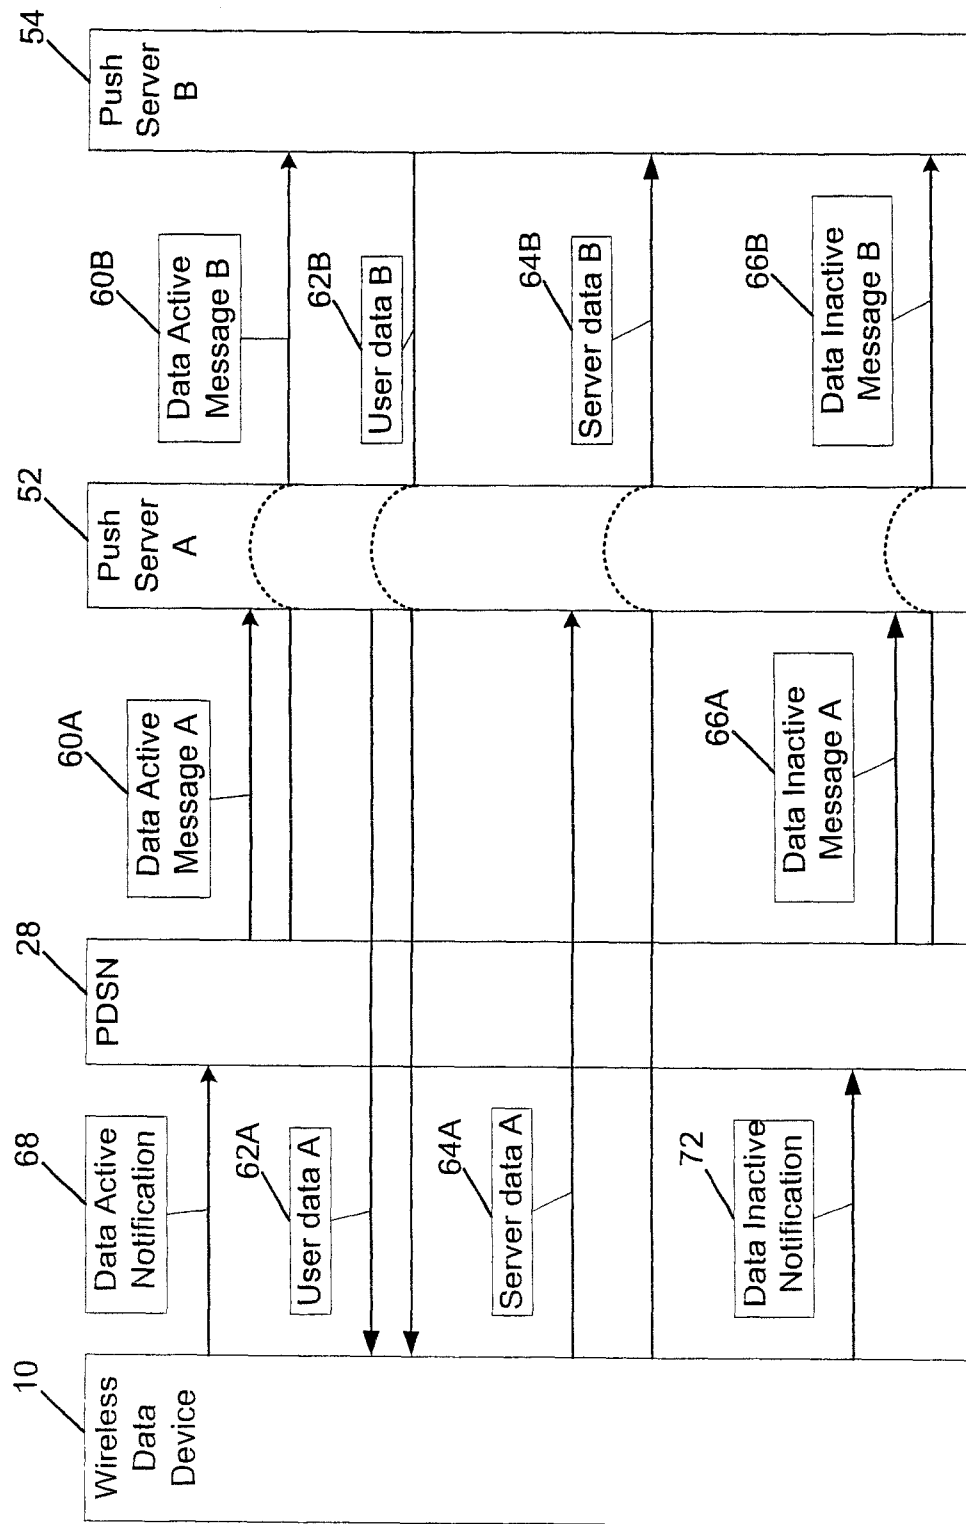 10
Wireless
Data
Device
68
Data Active
Notification
62A
User data A
64A
Server data A
72
Data Inactive
Notification
28
PDSN
60A
Data Active
Message A
66A
Data Inactive
Message A
52
Push
Server
A
60B
Data Active
Message B
62B
User data B
64B
Server data B
66B
Data Inactive
Message B
54
Push
Server
B